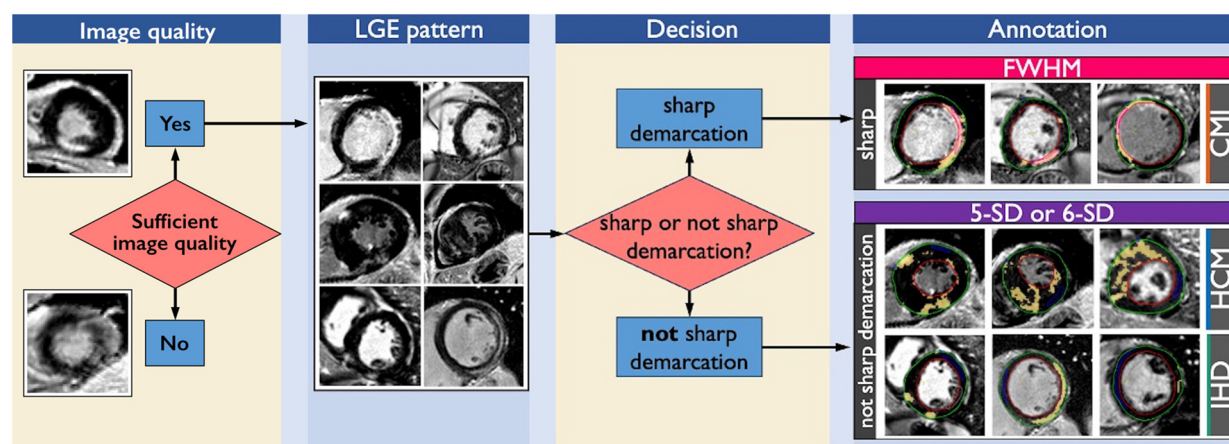 Image quality
LGE pattern
Decision
Annotation
Yes
Sufficient
image quality
No
sharp
demarcation
sharp or not sharp
demarcation?
not sharp
demarcation
FWHM
sharp
CMI
5-SD or 6-SD
not sharp demarcation
HCM
IHD